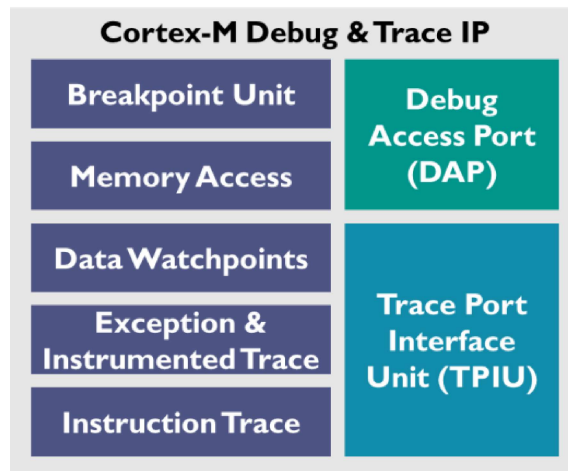 Cortex-M Debug & Trace IP
Breakpoint Unit
Memory Access
Data Watchpoints
Exception &
Instrumented Trace
Instruction Trace
Debug
Access Port
(DAP)
Trace Port
Interface
Unit (TPIU)